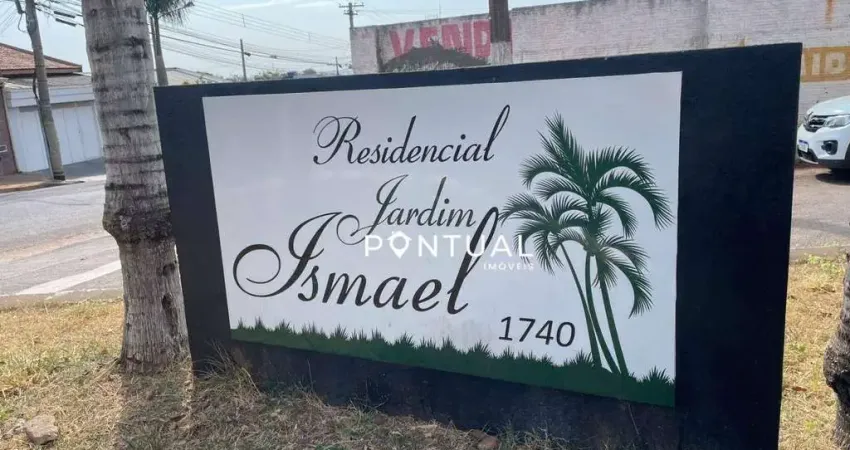 VENDE
Residencial
Jardim
Ismael
PONTUAL
IMÓVEIS
1740